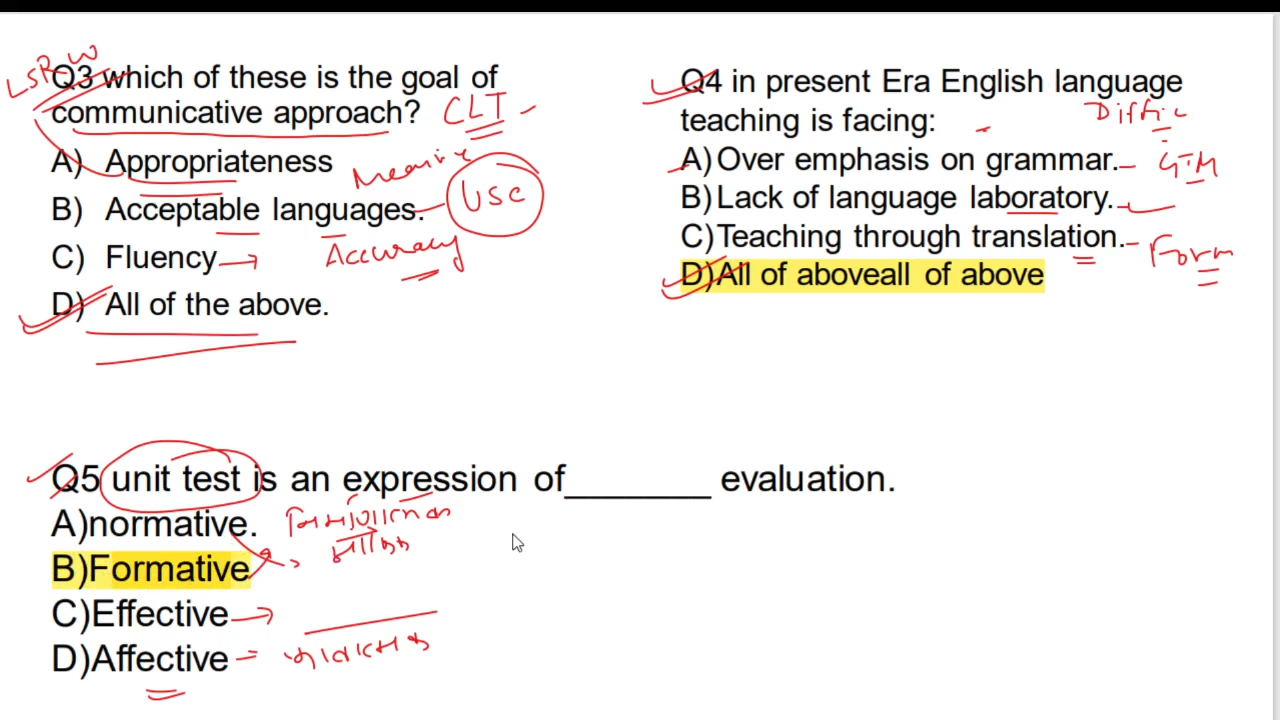 LSRW
Q3 which of these is the goal of
communicative approach? CLT
A) Appropriateness
B) Acceptable languages. Use
Accuracy
C) Fluency
D) All of the above.
Q4 in present Era English language
teaching is facing:
A)Over emphasis on grammar. GTM
B)Lack of language laboratory.
C)Teaching through translation. Form
D)All of aboveall of above
Q5 unit test is an expression of_______ evaluation.
A)normative.
B)Formative
C)Effective
D)Affective